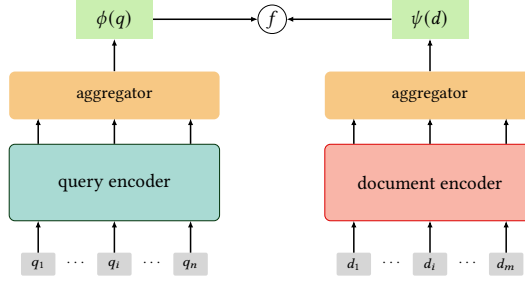 ϕ(q) f ψ(d)
aggregator aggregator
query encoder document encoder
q1 ··· qi ··· qn d1 ··· di ··· dm